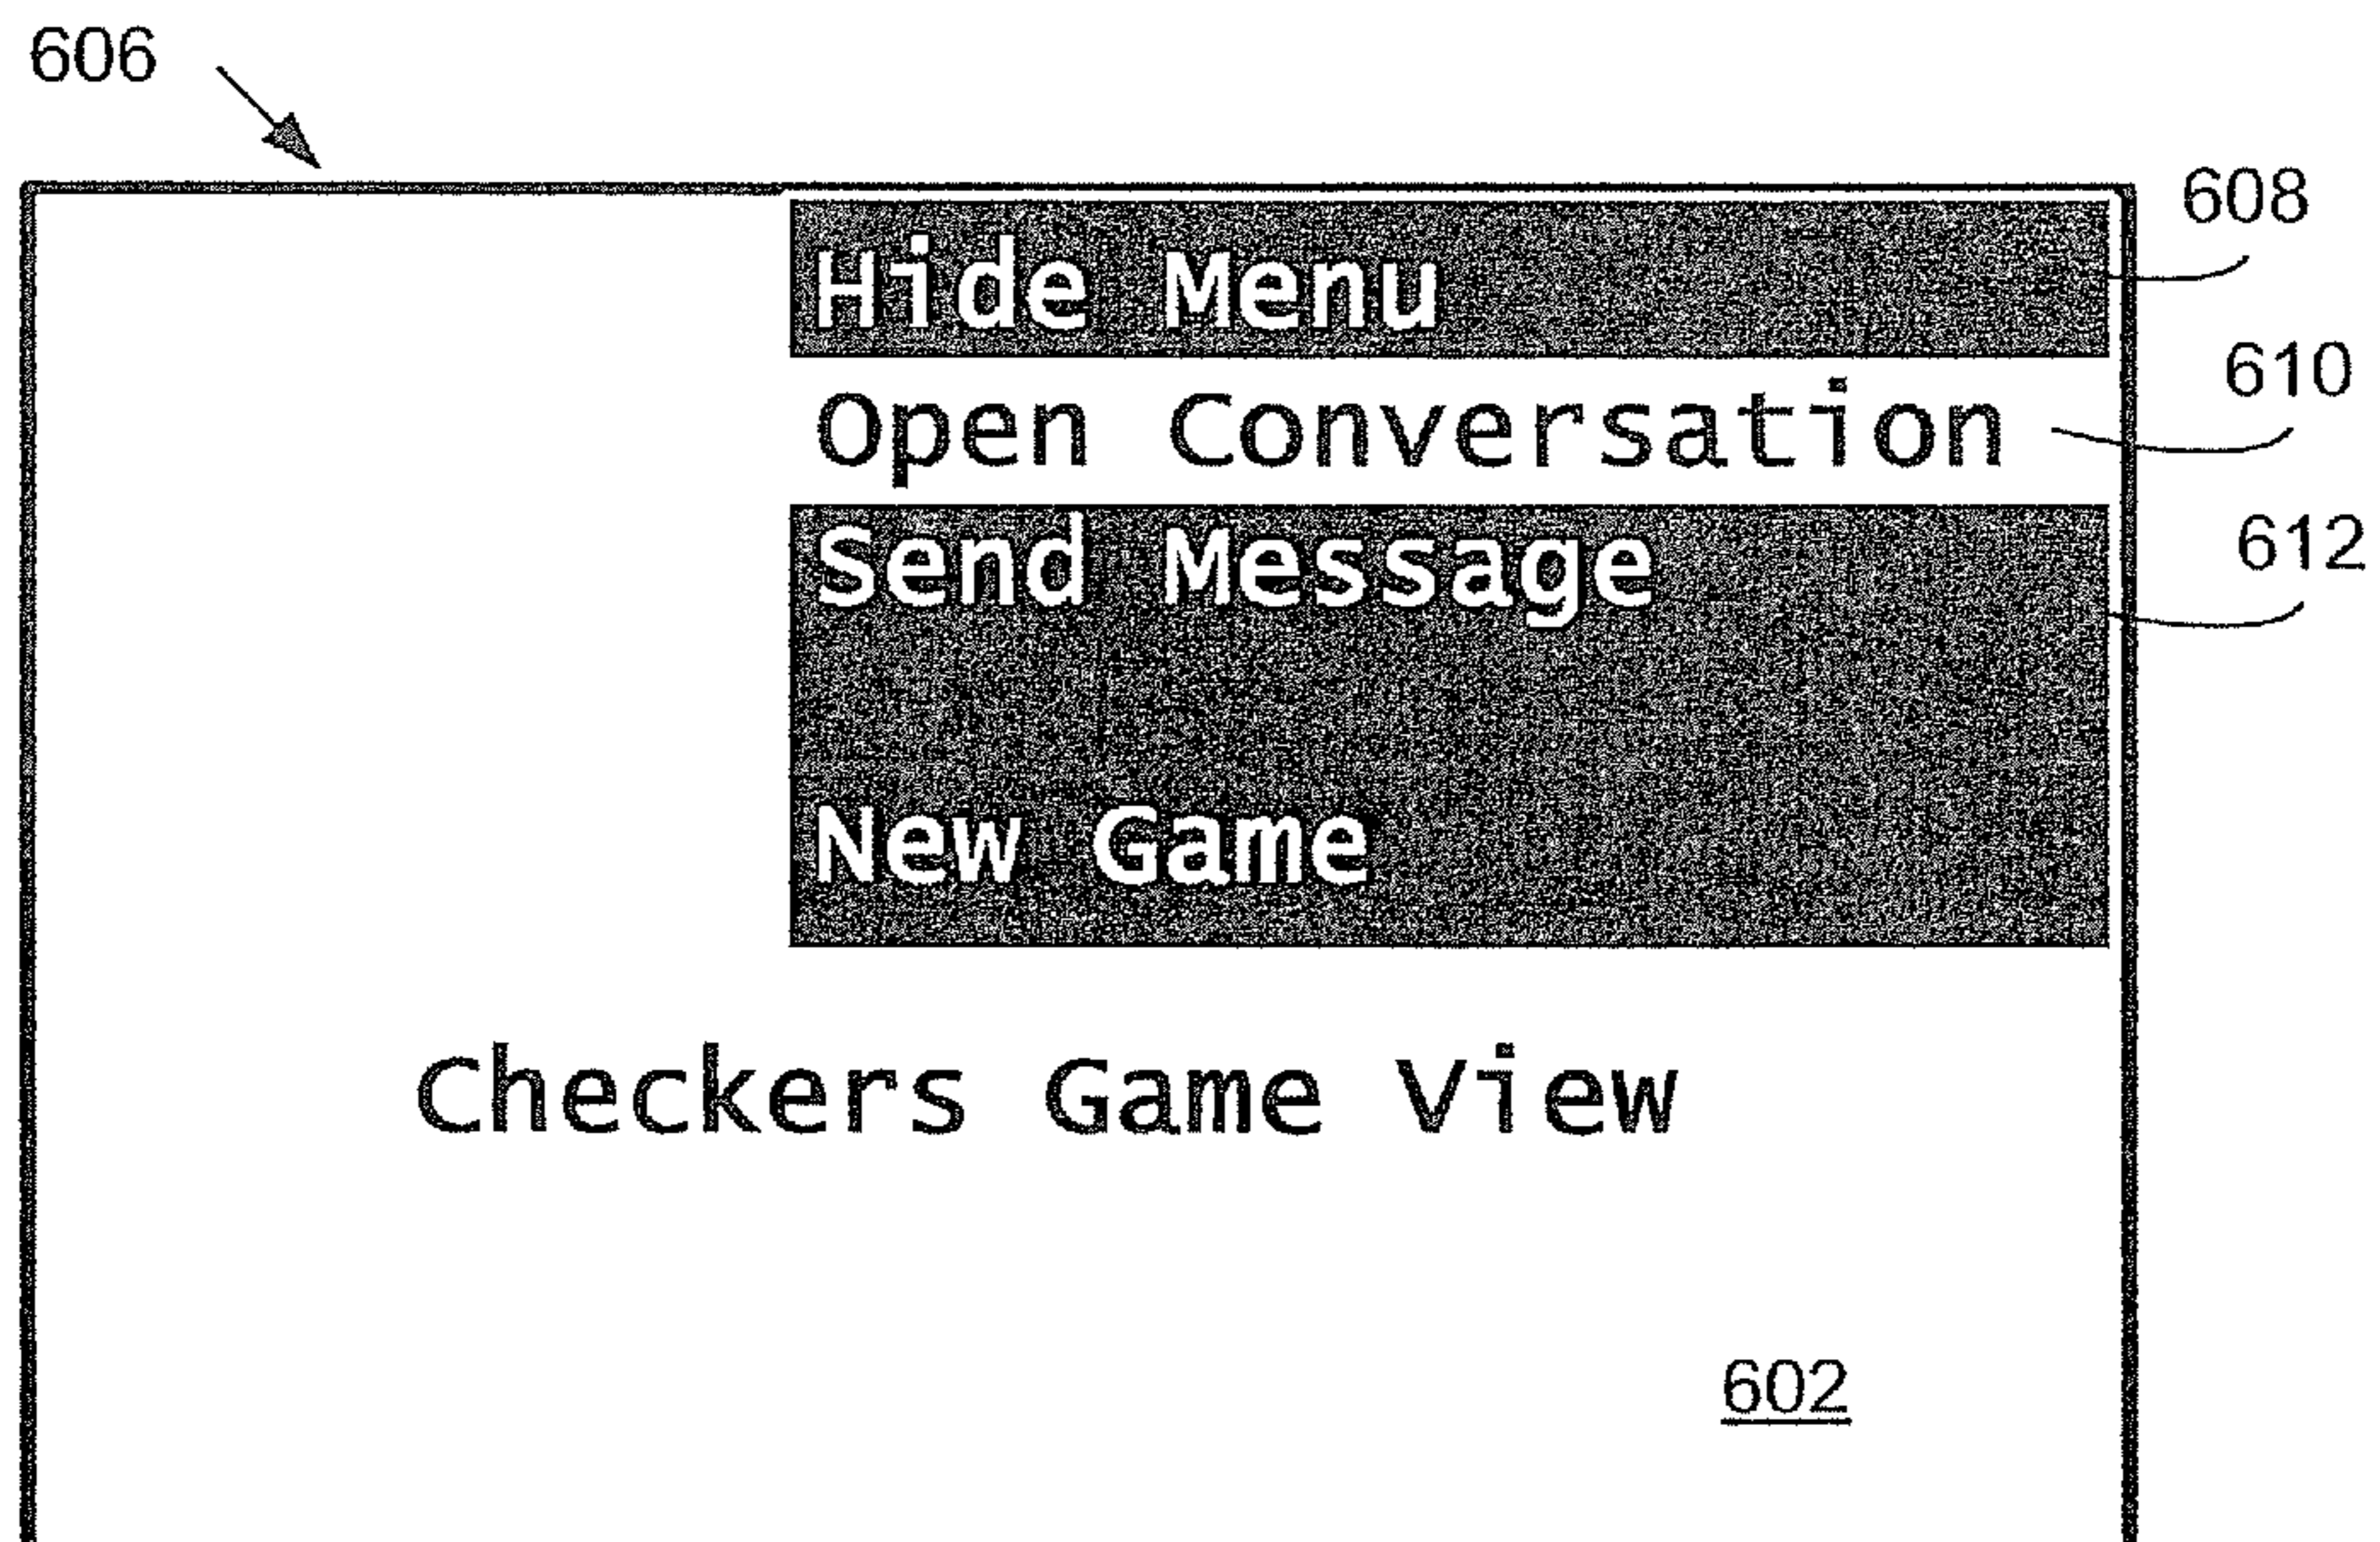 606
608
Hide Menu
610
Open Conversation
612
Send Message
New Game
Checkers Game View
602